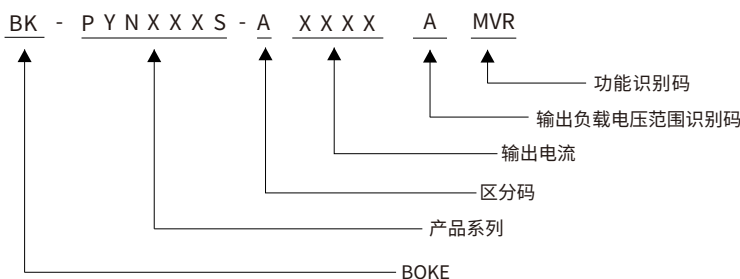 BK - PYNXXXS - A XXXX A MVR
功能识别码
输出负载电压范围识别码
输出电流
区分码
产品系列
BOKE